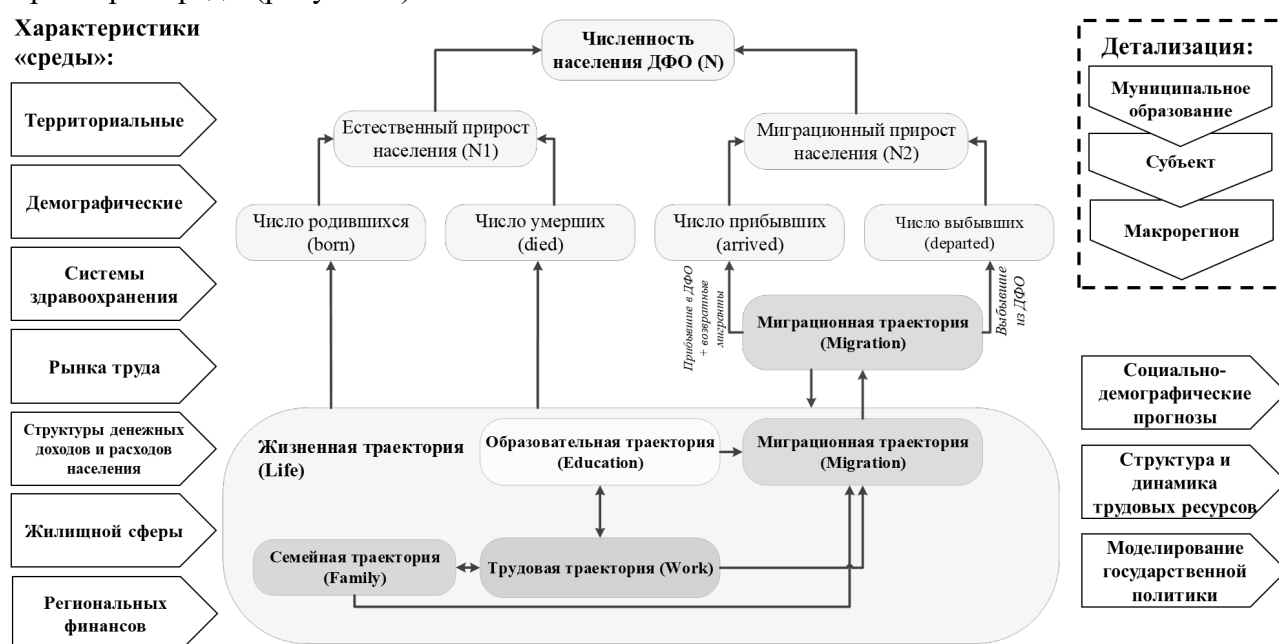 Характеристики
«среды»:
Территориальные
Демографические
Системы
здравоохранения
Рынка труда
Структуры денежных
доходов и расходов
населения
Жилищной сферы
Региональных
финансов
Численность
населения ДФО (N)
Естественный прирост
населения (N1)
Миграционный прирост
населения (N2)
Число родившихся
(born)
Число умерших
(died)
Число прибывших
(arrived)
Число выбывших
(departed)
Прибывшие в ДФО
+ возвратные
мигранты
Выбывшие
из ДФО
Миграционная траектория
(Migration)
Жизненная траектория
(Life)
Образовательная траектория
(Education)
Миграционная траектория
(Migration)
Семейная траектория
(Family)
Трудовая траектория (Work)
Детализация:
Муниципальное
образование
Субъект
Макрорегион
Социально-
демографические
прогнозы
Структура и
динамика
трудовых ресурсов
Моделирование
государственной
политики